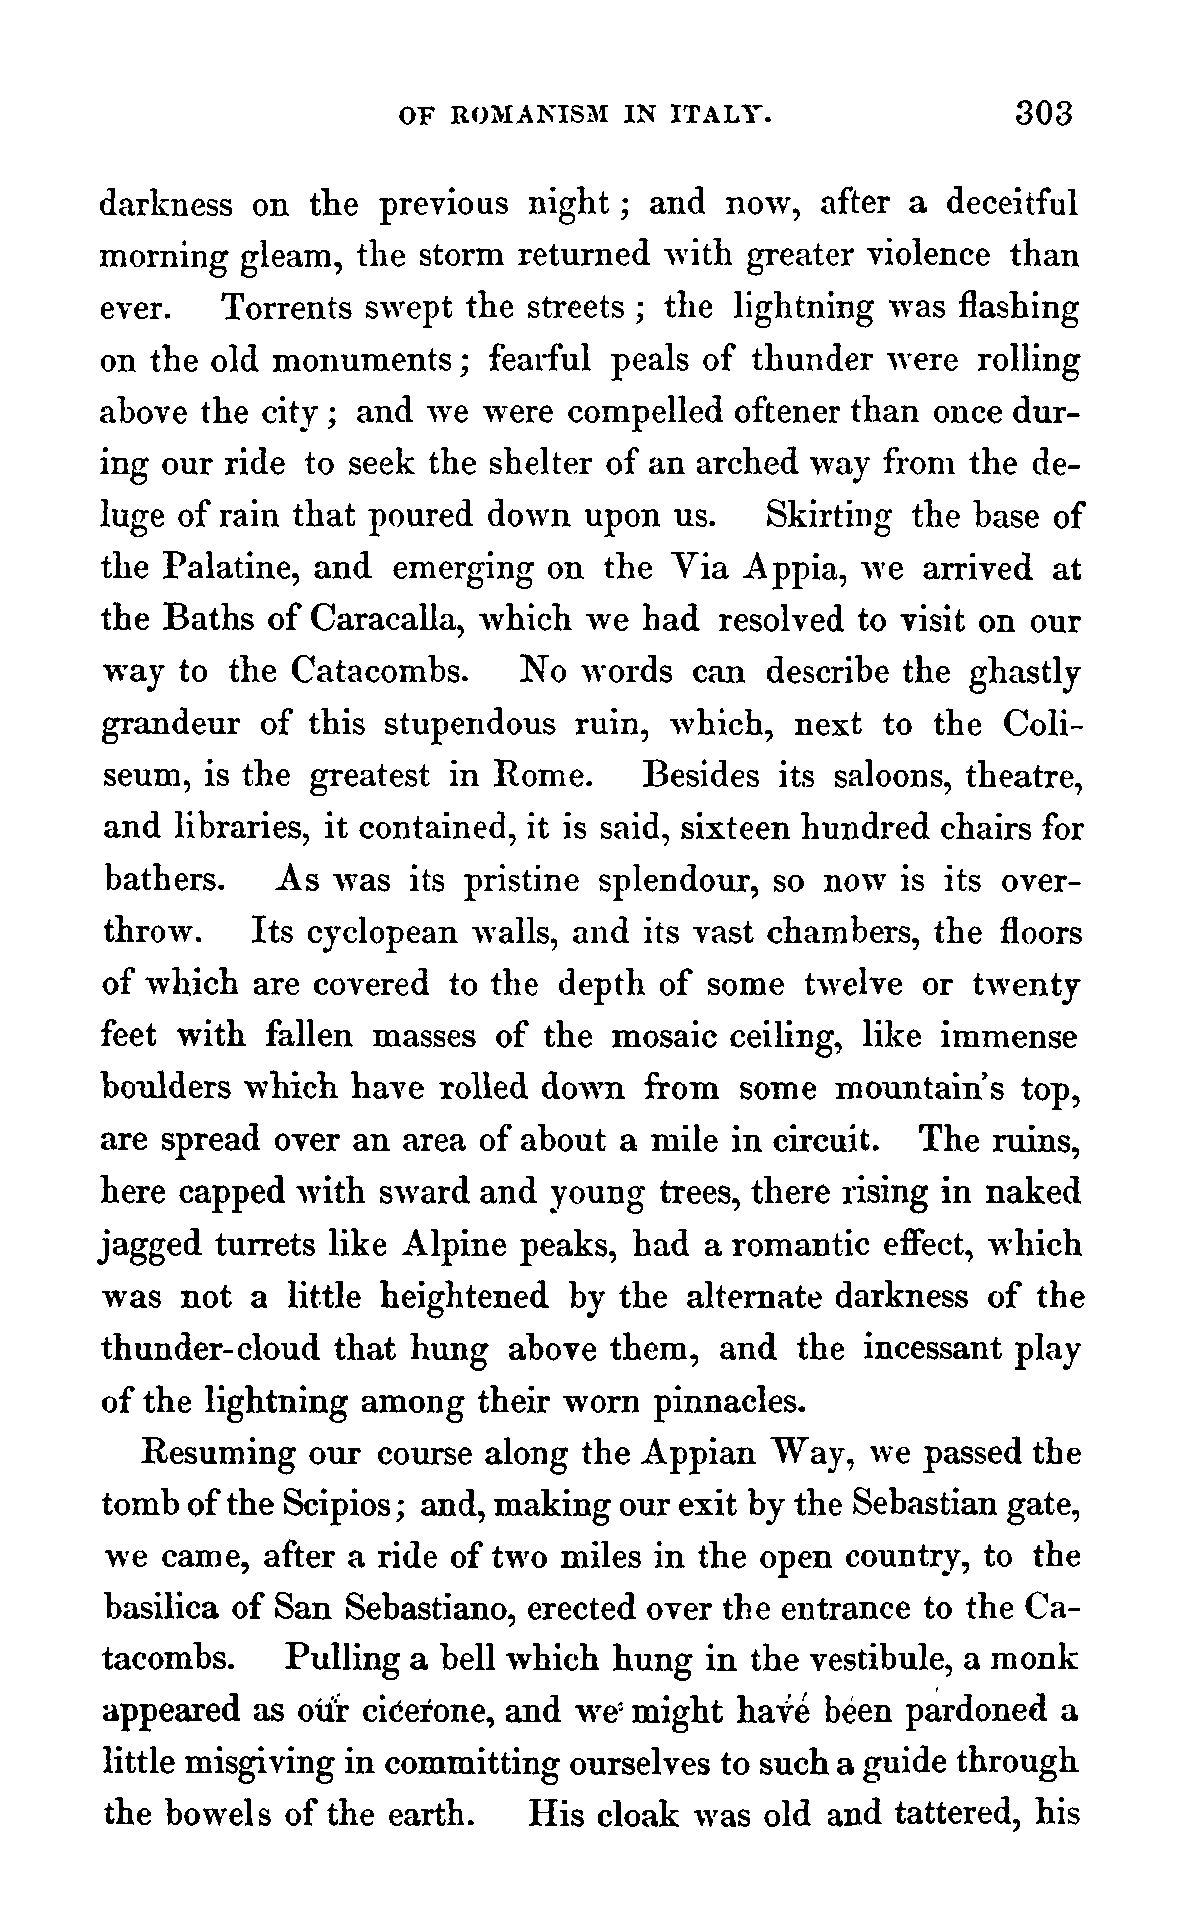 OF ROMANISM IN ITALY. 303
darkness on the previous night ; and now, after a deceitful
morning gleam, the storm returned with greater violence than
ever. Torrents swept the streets ; the lightning was flashing
on the old monuments ; fearful peals of thunder were rolling
above the city ; and we were compelled oftener than once dur-
ing our ride to seek the shelter of an arched way from the de-
luge of rain that poured down upon us. Skirting the base of
the Palatine, and emerging on the Via Appia, we arrived at
the Baths of Caracalla, which we had resolved to visit on our
way to the Catacombs. No words can describe the ghastly
grandeur of this stupendous ruin, which, next to the Coli-
seum, is the greatest in Rome. Besides its saloons, theatre,
and libraries, it contained, it is said, sixteen hundred chairs for
bathers. As was its pristine splendour, so now is its over-
throw. Its cyclopean walls, and its vast chambers, the floors
of which are covered to the depth of some twelve or twenty
feet with fallen masses of the mosaic ceiling, like immense
boulders which have rolled down from some mountain's top,
are spread over an area of about a mile in circuit. The ruins,
here capped with sward and young trees, there rising in naked
jagged turrets like Alpine peaks, had a romantic effect, which
was not a little heightened by the alternate darkness of the
thunder-cloud that hung above them, and the incessant play
of the lightning among their worn pinnacles.
Resuming our course along the Appian Way, we passed the
tomb of the Scipios ; and, making our exit by the Sebastian gate,
we came, after a ride of two miles in the open country, to the
basilica of San Sebastiano, erected over the entrance to the Ca-
tacombs. Pulling a bell which hung in the vestibule, a monk
appeared as our cicerone, and we might have been pardoned a
little misgiving in committing ourselves to such a guide through
the bowels of the earth. His cloak was old and tattered, his